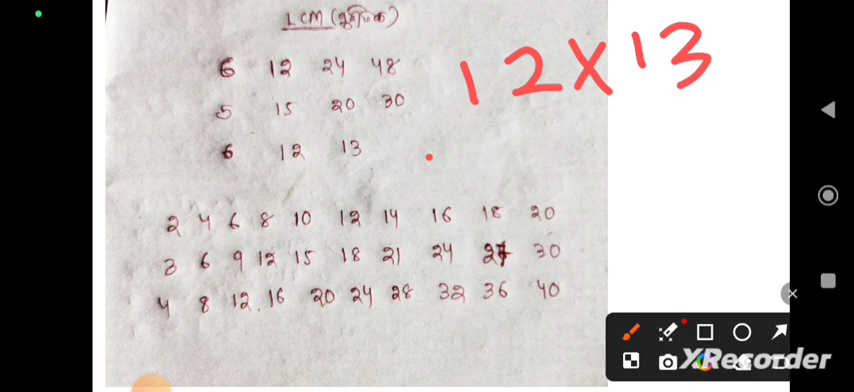 LCM
6 12 24 48
12 X 13
5 15 20 30
6 12 13
2 4 6 8 10 12 14 16 18 20
3 6 9 12 15 18 21 24 27 30
4 8 12 16 20 24 28 32 36 40
XRecorder